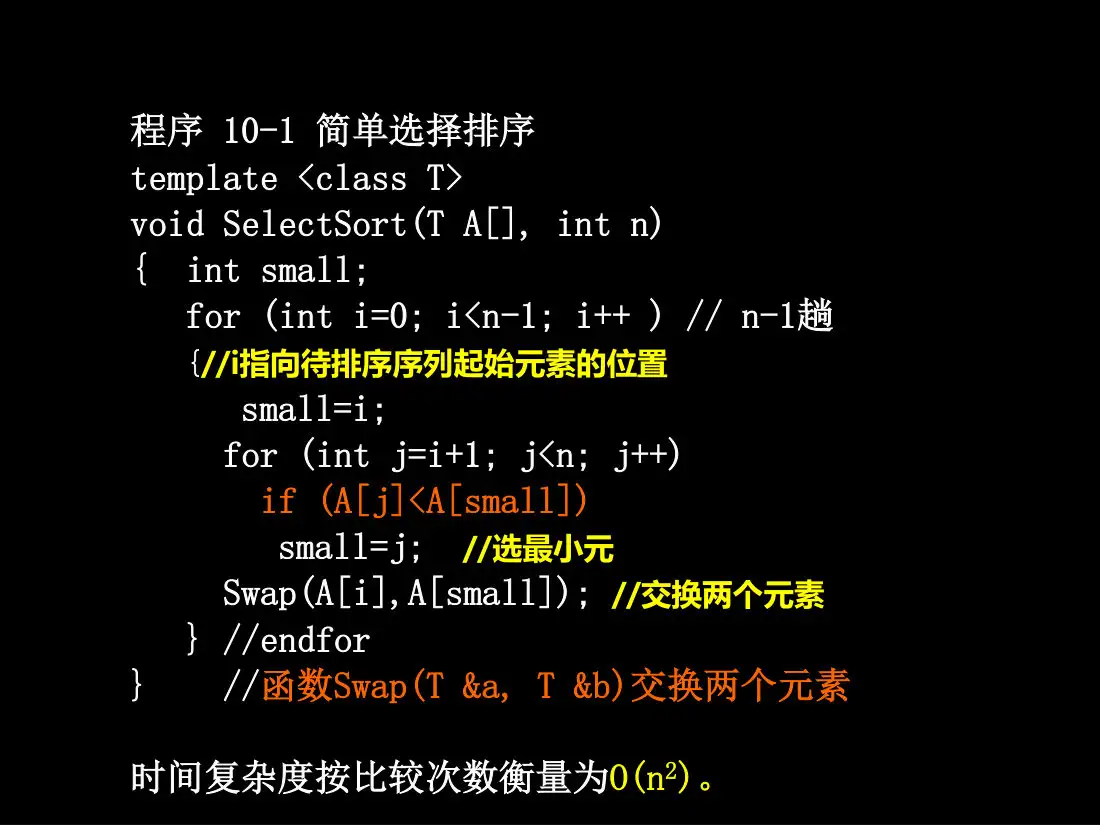 程序 10-1 简单选择排序
template <class T>
void SelectSort(T A[], int n)
{ int small;
for (int i=0; i<n-1; i++ ) // n-1趟
{//i指向待排序序列起始元素的位置
small=i;
for (int j=i+1; j<n; j++)
if (A[j]<A[small])
small=j; //选最小元
Swap(A[i],A[small]); //交换两个元素
} //endfor
} //函数Swap(T &a, T &b)交换两个元素
时间复杂度按比较次数衡量为O(n²)。